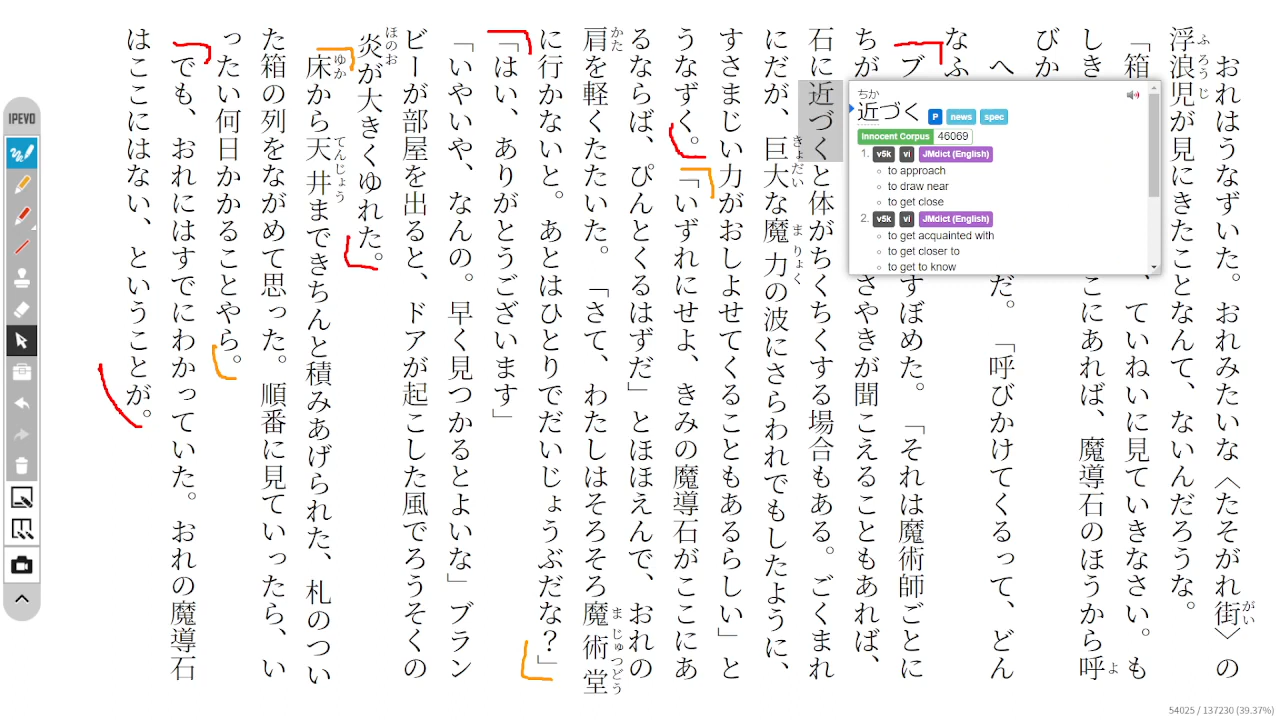 おれはうなずいた。おれみたいな〈たそがれ街〉の
浮浪児が見にきたことなんて、ないんだろうな。
「箱 、ていねいに見ていきなさい。も
しき こにあれば、魔導石のほうから呼
びか
へ だ。「呼びかけてくるって、どん
なふ
ブ すぼめた。「それは魔術師ごとに
ちが さやきが聞こえることもあれば、
石に近づくと体がちくちくする場合もある。ごくまれ
にだが、巨大な魔力の波にさらわれでもしたように、
すさまじい力がおしよせてくることもあるらしい」と
うなずく。「いずれにせよ、きみの魔導石がここにあ
るならば、ぴんとくるはずだ」とほほえんで、おれの
肩を軽くたたいた。「さて、わたしはそろそろ魔術堂
に行かないと。あとはひとりでだいじょうぶだな？」
「はい、ありがとうございます」
「いやいや、なんの。早く見つかるとよいな」ブラン
ビーが部屋を出ると、ドアが起こした風でろうそくの
炎が大きくゆれた。
床から天井まできちんと積みあげられた、札のつい
た箱の列をながめて思った。順番に見ていったら、い
ったい何日かかることやら。
でも、おれにはすでにわかっていた。おれの魔導石
はここにはない、ということが。
近づく P news spec
Innocent Corpus 46069
1. v5k vi JMdict (English)
to approach
to draw near
to get close
2. v5k vi JMdict (English)
to get acquainted with
to get closer to
to get to know
IPEVO
54025 / 137230 (39.37%)